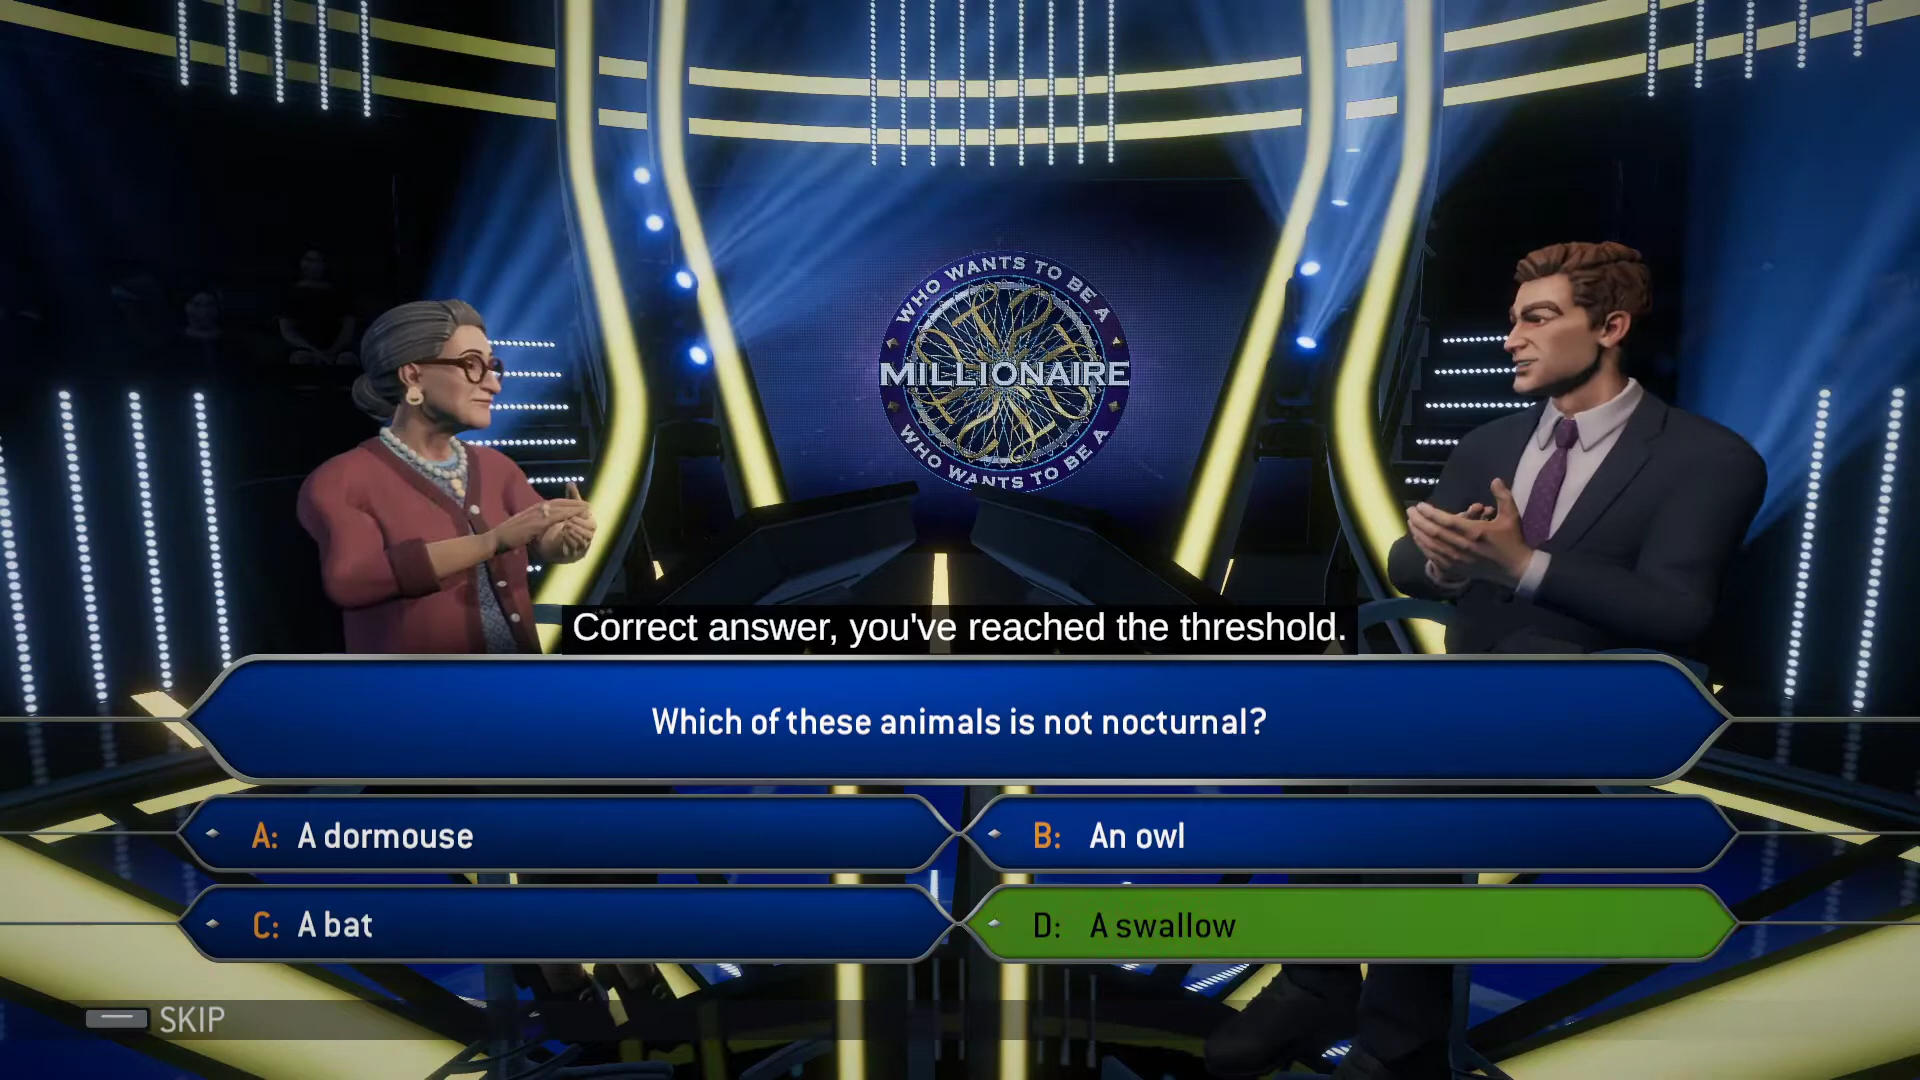 WHO WANTS TO BE A
MILLIONAIRE
WHO WANTS TO BE A
Correct answer, you've reached the threshold.
Which of these animals is not nocturnal?
A: A dormouse
B: An owl
C: A bat
D: A swallow
SKIP